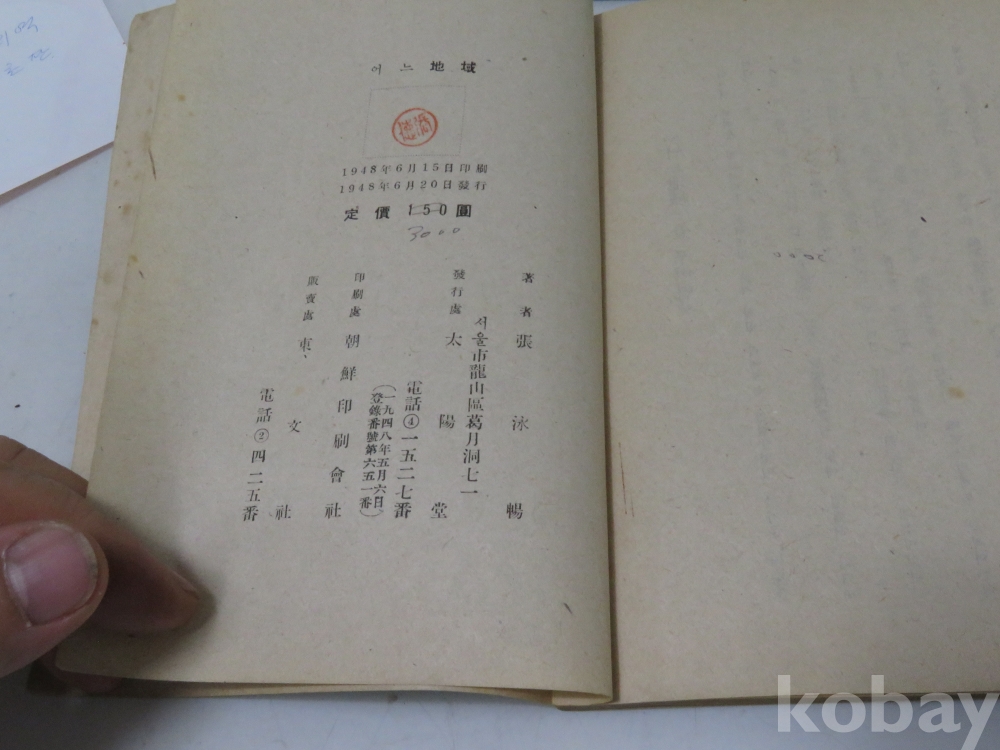 어느地域
1948年6月15日印刷
1948年6月20日發行
定價 150圓
3000
著者 張泳暢
서울市龍山區葛月洞七一
發行處 太陽堂
電話④一五二七番
(一九四八年五月六日
登錄番號第六五一番)
印刷處 朝鮮印刷會社
販賣處 東文社
電話②四二五番
kobay